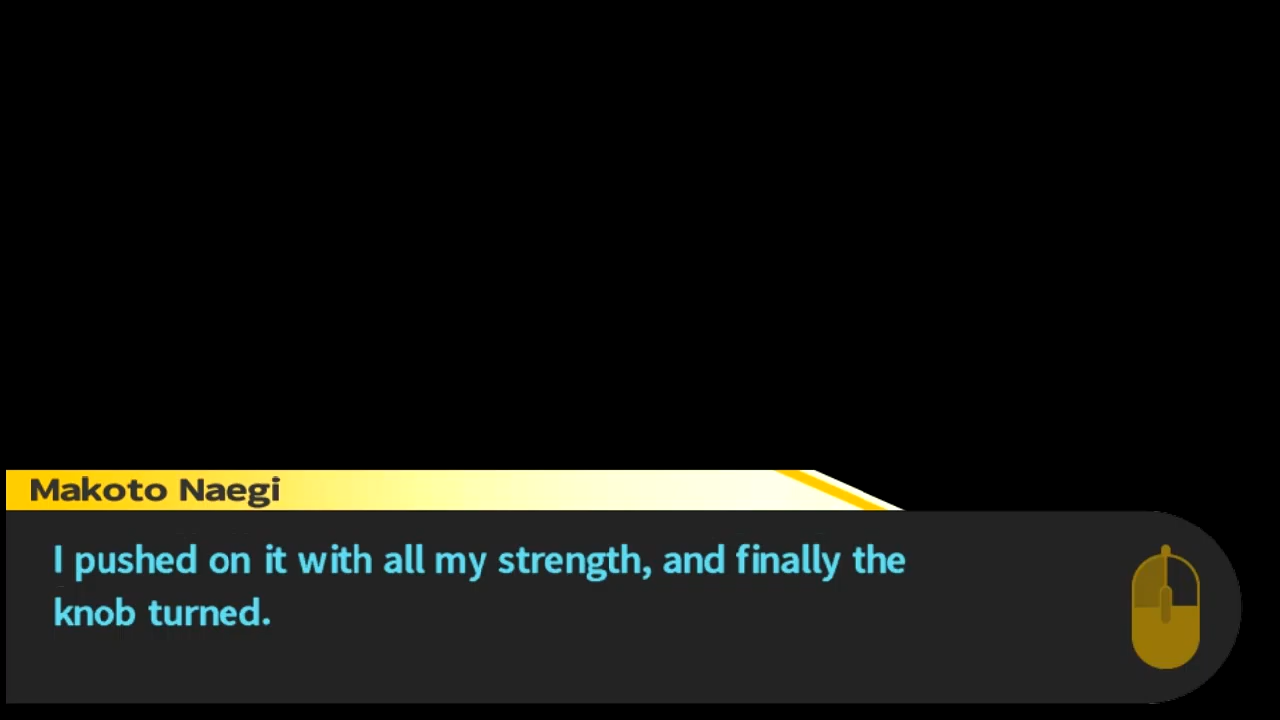 Makoto Naegi
I pushed on it with all my strength, and finally the
knob turned.